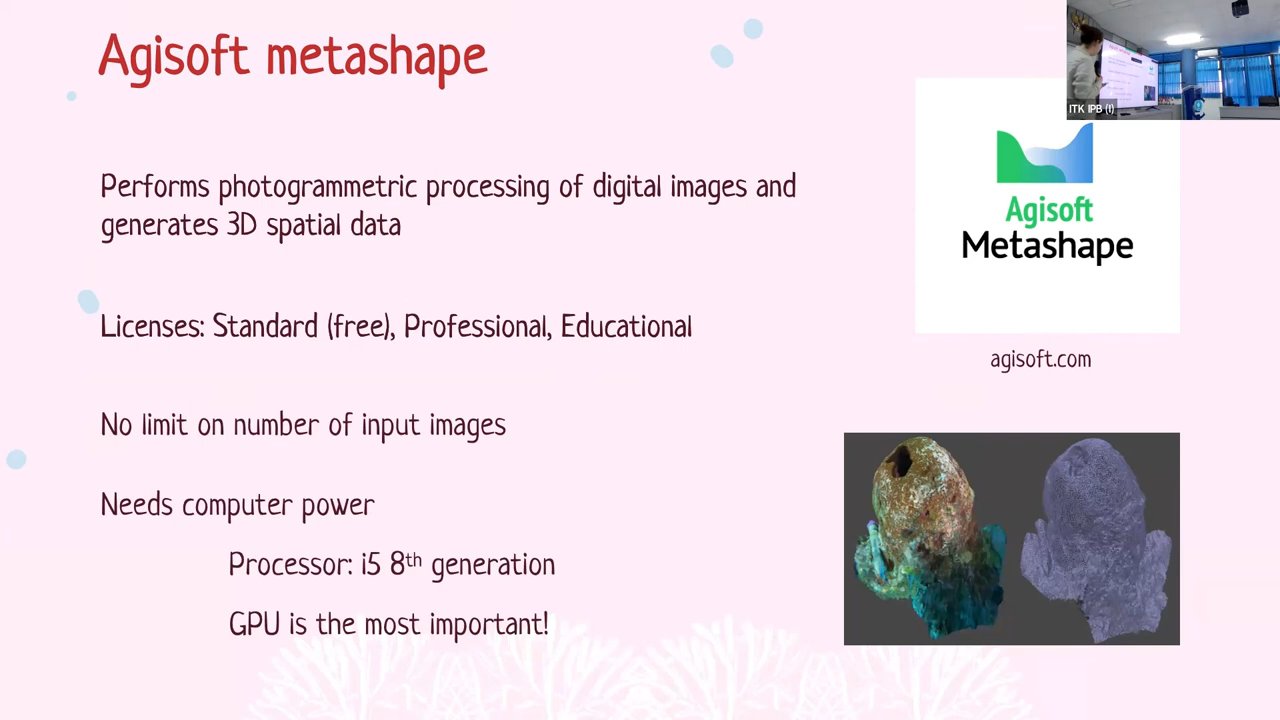 Agisoft metashape
ITK IPB (I)
Agisoft
Metashape
Performs photogrammetric processing of digital images and
generates 3D spatial data
Licenses: Standard (free), Professional, Educational
agisoft.com
No limit on number of input images
Needs computer power
Processor: i5 8th generation
GPU is the most important!